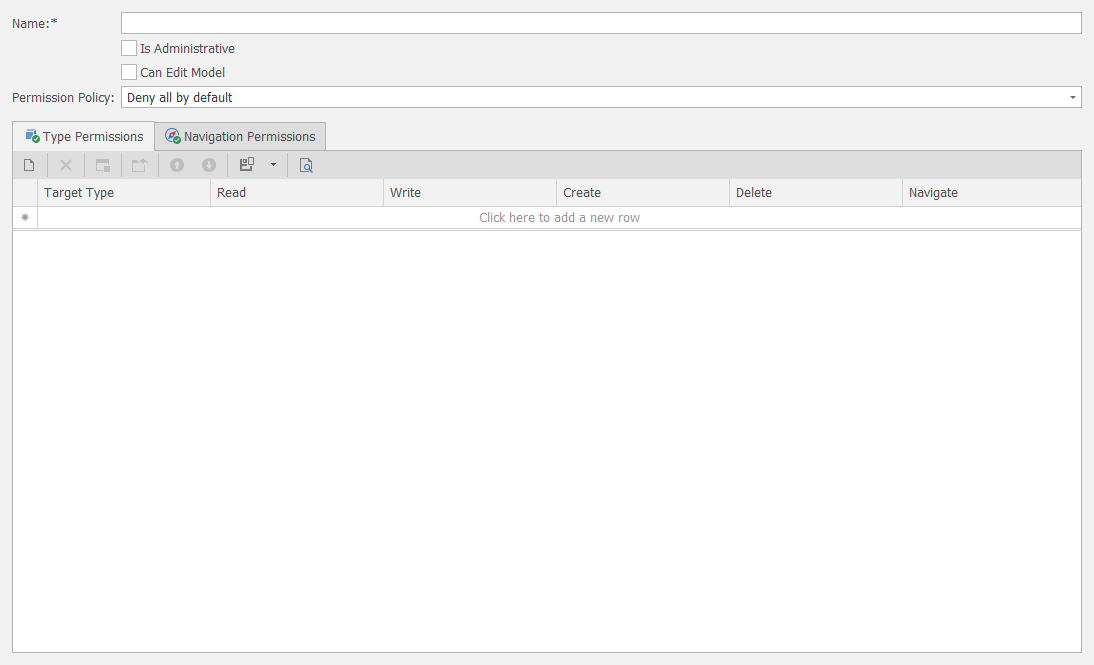 Name:*
Is Administrative
Can Edit Model
Permission Policy: Deny all by default
Type Permissions Navigation Permissions
Target Type Read Write Create Delete Navigate
Click here to add a new row